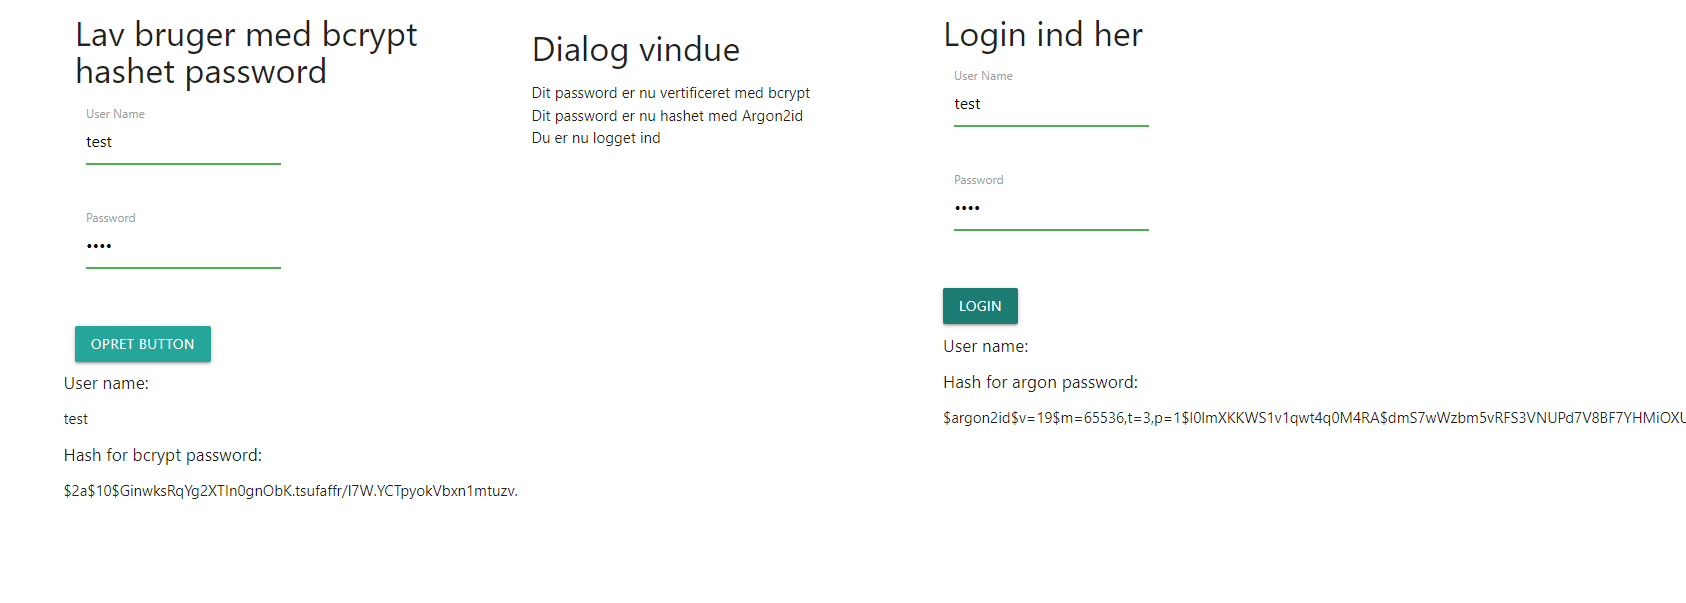 Lav bruger med bcrypt
hashet password
User Name
test
Password
••••
OPRET BUTTON
User name:
test
Hash for bcrypt password:
$2a$10$GinwksRqYg2XTIn0gnObK.tsufaffr/I7W.YCTpyokVbxn1mtuzv.
Dialog vindue
Dit password er nu vertificeret med bcrypt
Dit password er nu hashet med Argon2id
Du er nu logget ind
Login ind her
User Name
test
Password
••••
LOGIN
User name:
Hash for argon password:
$argon2id$v=19$m=65536,t=3,p=1$I0ImXKKWS1v1qwt4q0M4RA$dmS7wWzbm5vRFS3VNUPd7V8BF7YHMiOXU